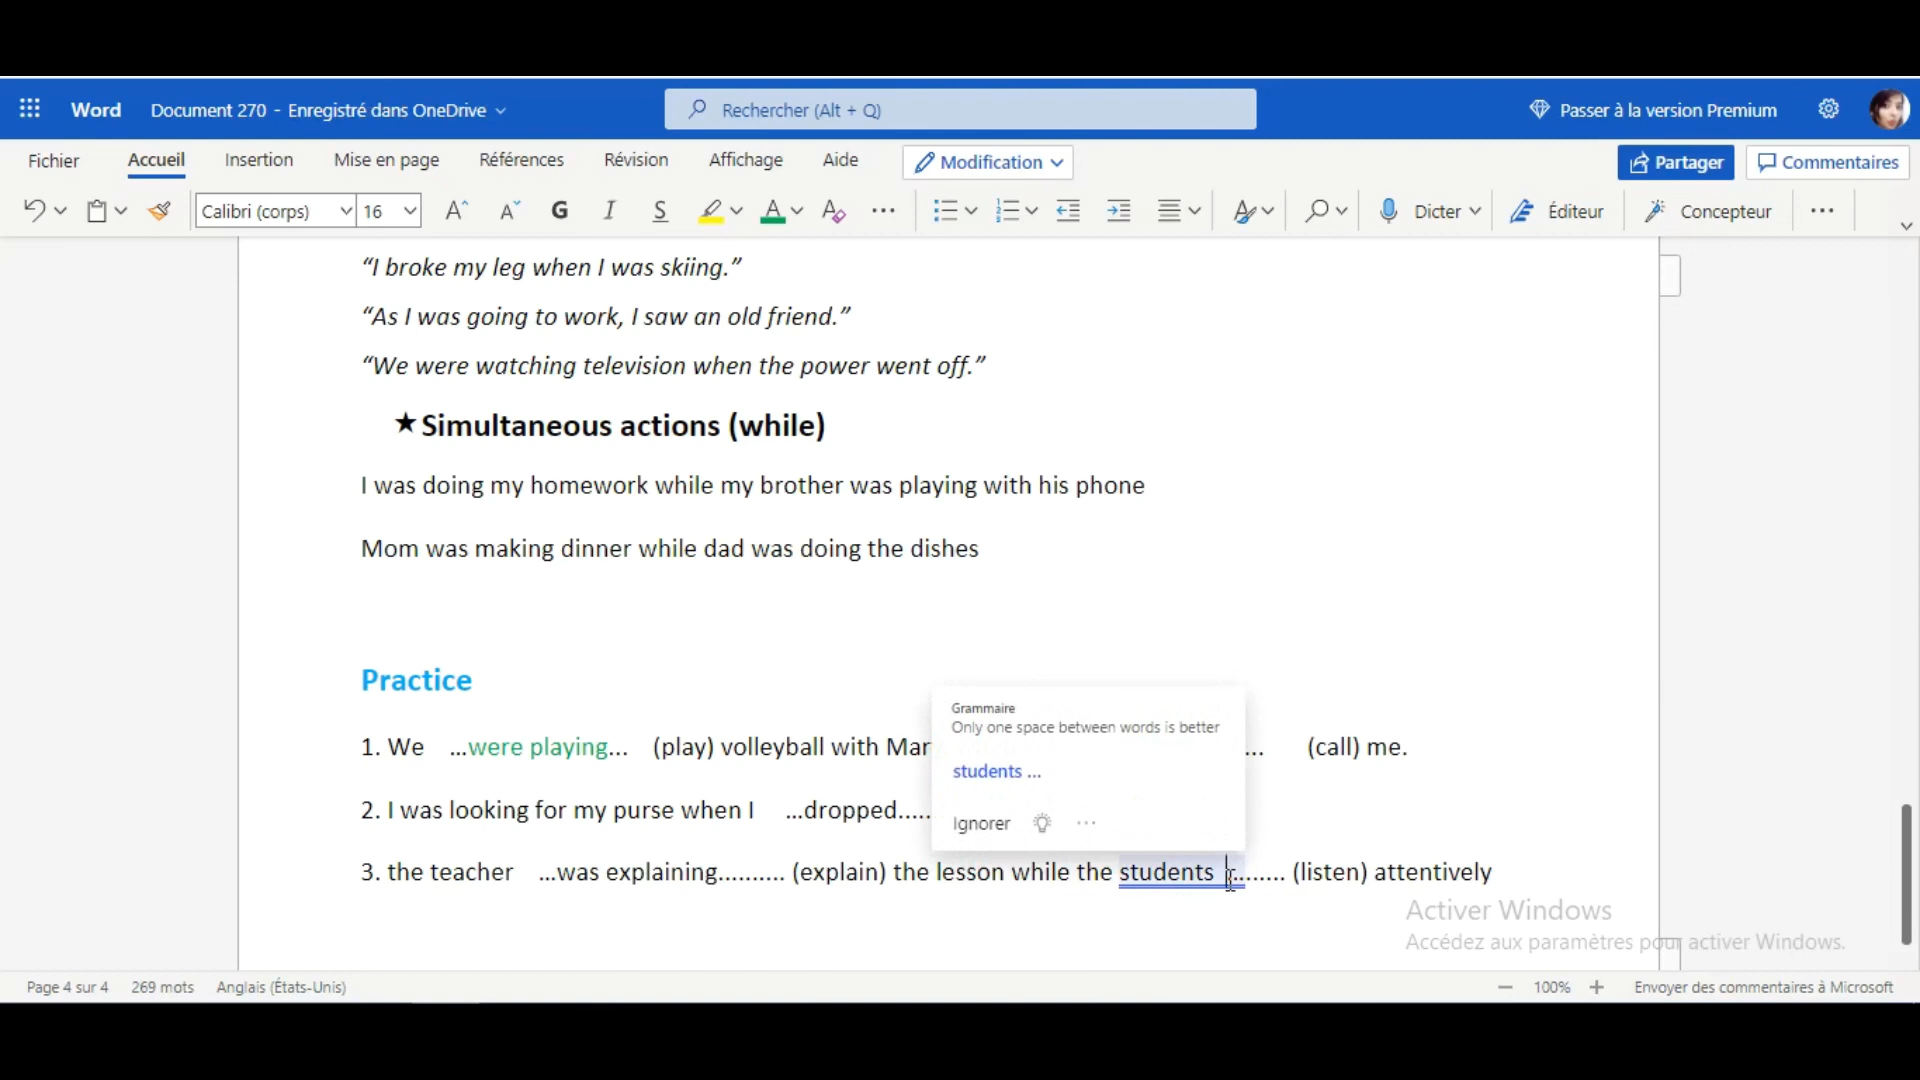 Word Document 270 - Enregistré dans OneDrive Rechercher (Alt + Q) Passer à la version Premium
Fichier Accueil Insertion Mise en page Références Révision Affichage Aide Modification Partager Commentaires
Calibri (corps) 16 G I S Dicter Éditeur Concepteur
“I broke my leg when I was skiing.”
“As I was going to work, I saw an old friend.”
“We were watching television when the power went off.”
★ Simultaneous actions (while)
I was doing my homework while my brother was playing with his phone
Mom was making dinner while dad was doing the dishes
Practice
Grammaire
Only one space between words is better
students ...
Ignorer
1. We ...were playing... (play) volleyball with Mar ... (call) me.
2. I was looking for my purse when I ...dropped.....
3. the teacher ...was explaining.......... (explain) the lesson while the students ......... (listen) attentively
Activer Windows
Accédez aux paramètres pour activer Windows.
Page 4 sur 4 269 mots Anglais (États-Unis) 100% Envoyer des commentaires à Microsoft